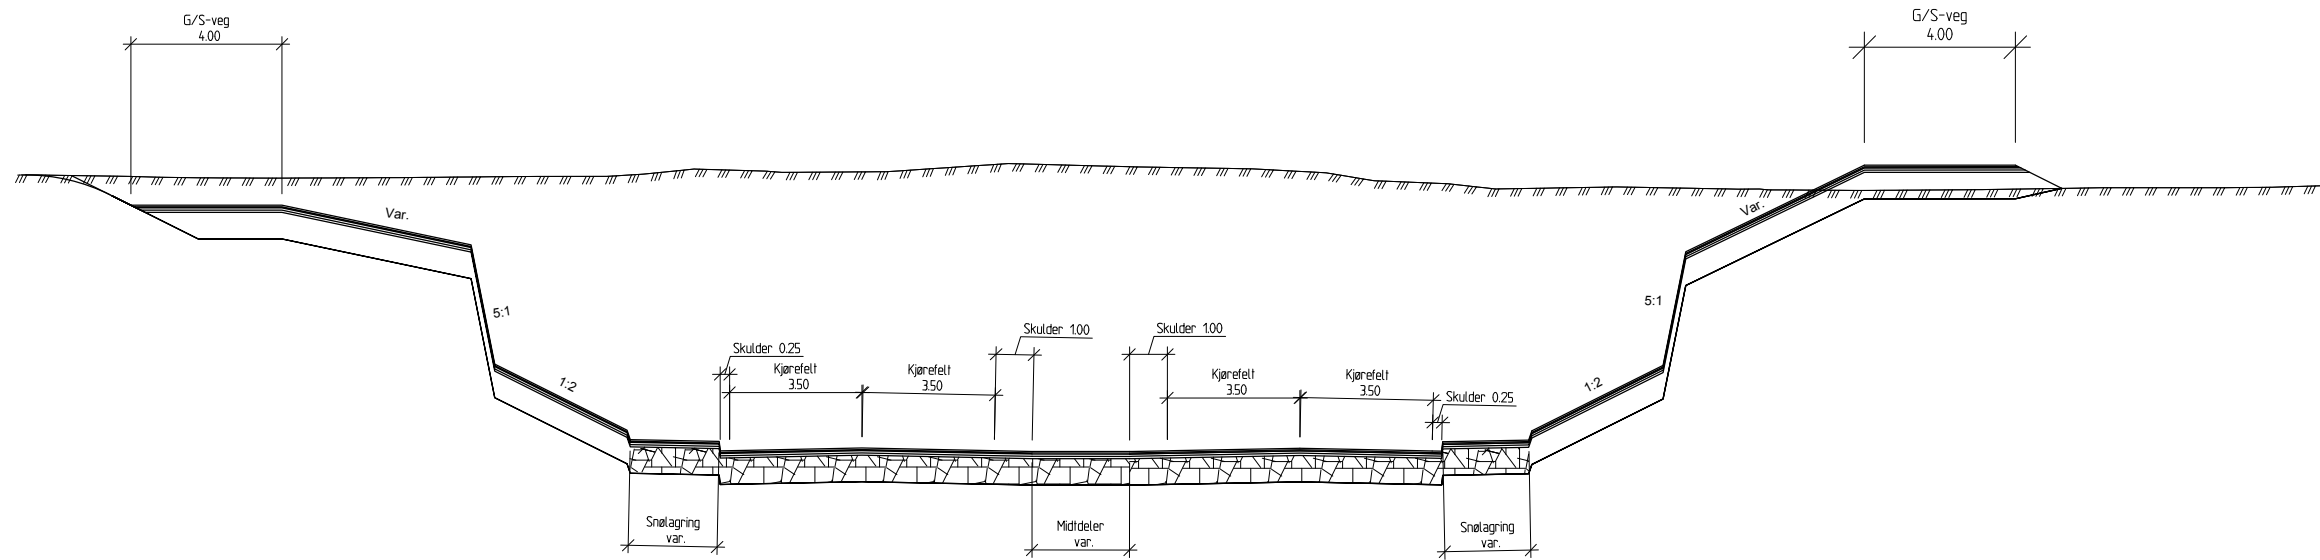 G/S-veg
4.00
G/S-veg
4.00
Var.
Var.
5:1
5:1
1:2
1:2
Skulder 0.25
Kjørefelt
3.50
Kjørefelt
3.50
Skulder 1.00
Skulder 1.00
Kjørefelt
3.50
Kjørefelt
3.50
Skulder 0.25
Snølagring
var.
Midtdeler
var.
Snølagring
var.